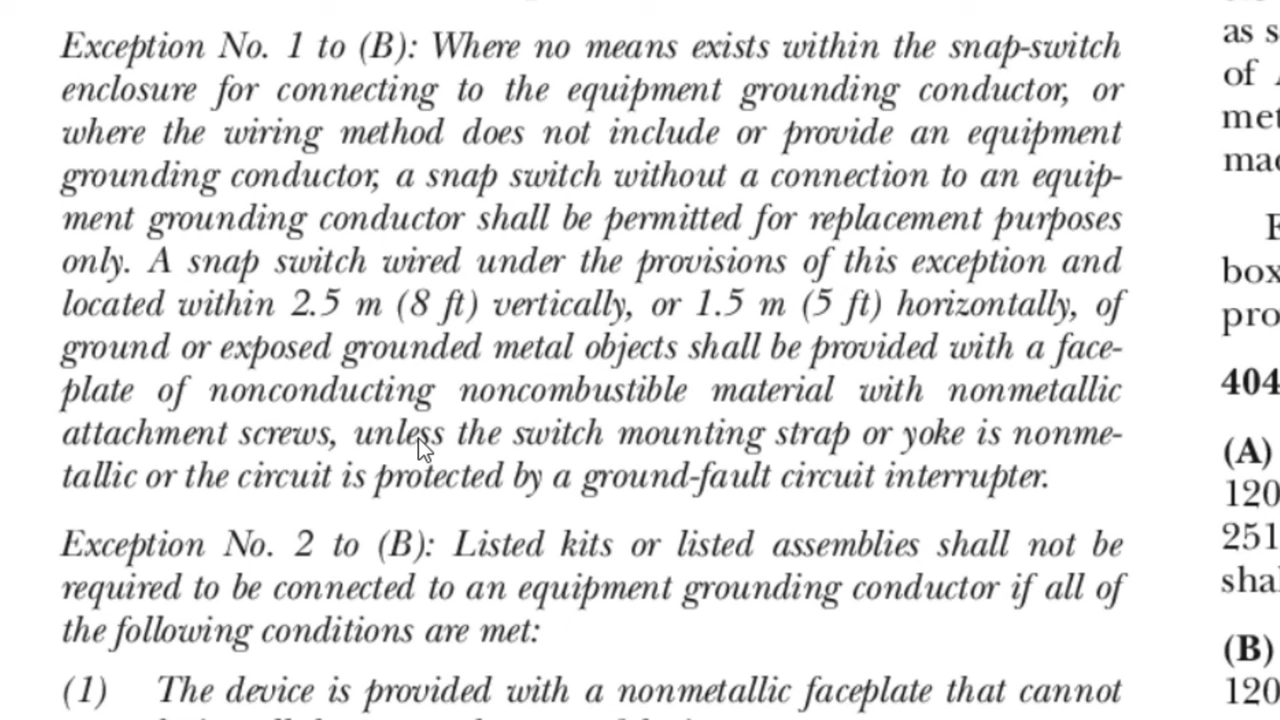 Exception No. 1 to (B): Where no means exists within the snap-switch
enclosure for connecting to the equipment grounding conductor, or
where the wiring method does not include or provide an equipment
grounding conductor, a snap switch without a connection to an equip-
ment grounding conductor shall be permitted for replacement purposes
only. A snap switch wired under the provisions of this exception and
located within 2.5 m (8 ft) vertically, or 1.5 m (5 ft) horizontally, of
ground or exposed grounded metal objects shall be provided with a face-
plate of nonconducting noncombustible material with nonmetallic
attachment screws, unless the switch mounting strap or yoke is nonme-
tallic or the circuit is protected by a ground-fault circuit interrupter.
Exception No. 2 to (B): Listed kits or listed assemblies shall not be
required to be connected to an equipment grounding conductor if all of
the following conditions are met:
(1) The device is provided with a nonmetallic faceplate that cannot
as s
of
met
mad
box
pro
404
(A)
120
251
shal
(B)
120